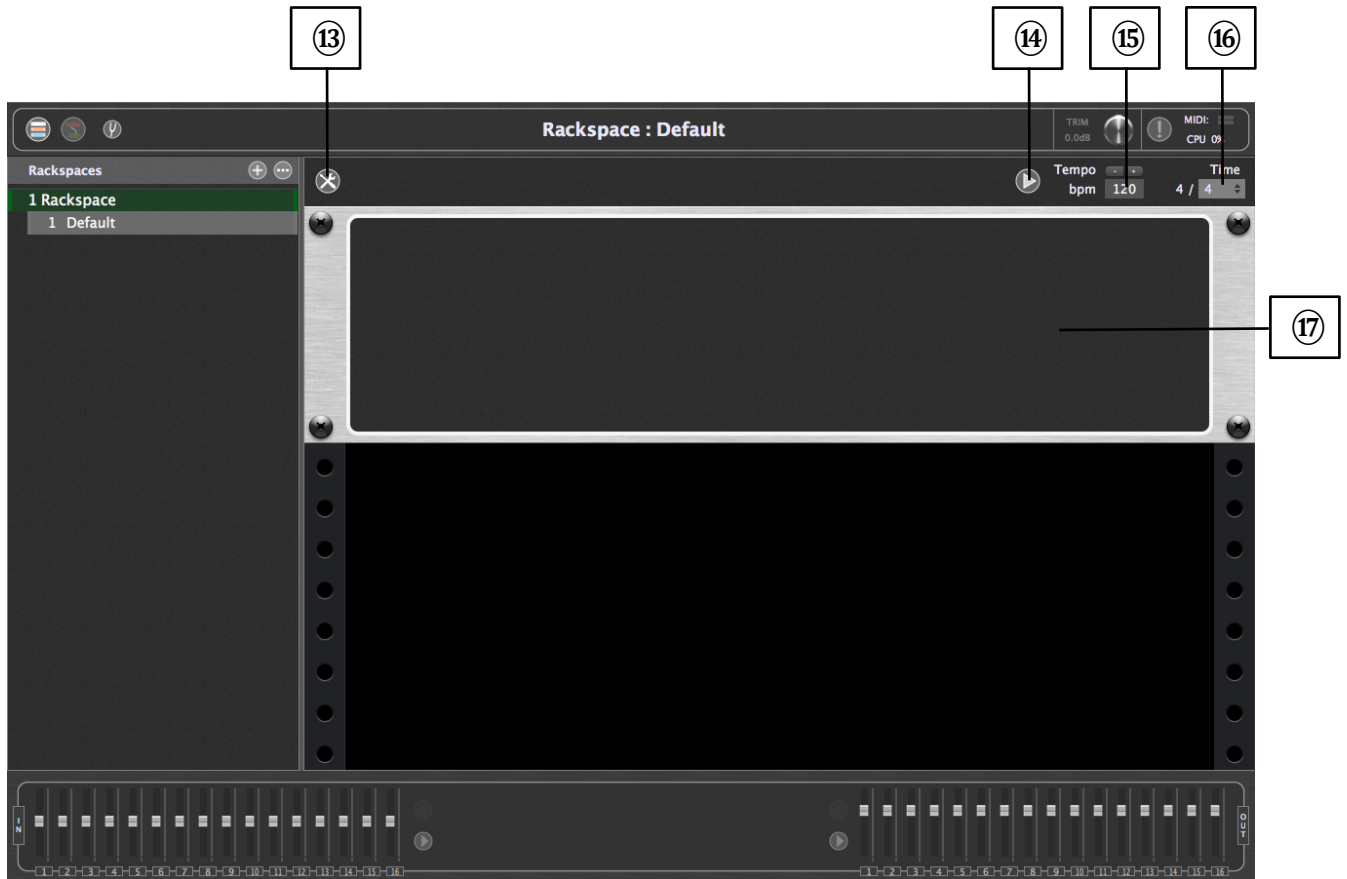 ⑬ ⑭ ⑮ ⑯
Rackspace : Default
TRIM
0.0dB
MIDI:
CPU 0%
Rackspaces
Tempo - + Time
bpm 120 4 / 4
1 Rackspace
1 Default
⑰
IN
OUT
1 2 3 4 5 6 7 8 9 10 11 12 13 14 15 16
1 2 3 4 5 6 7 8 9 10 11 12 13 14 15 16